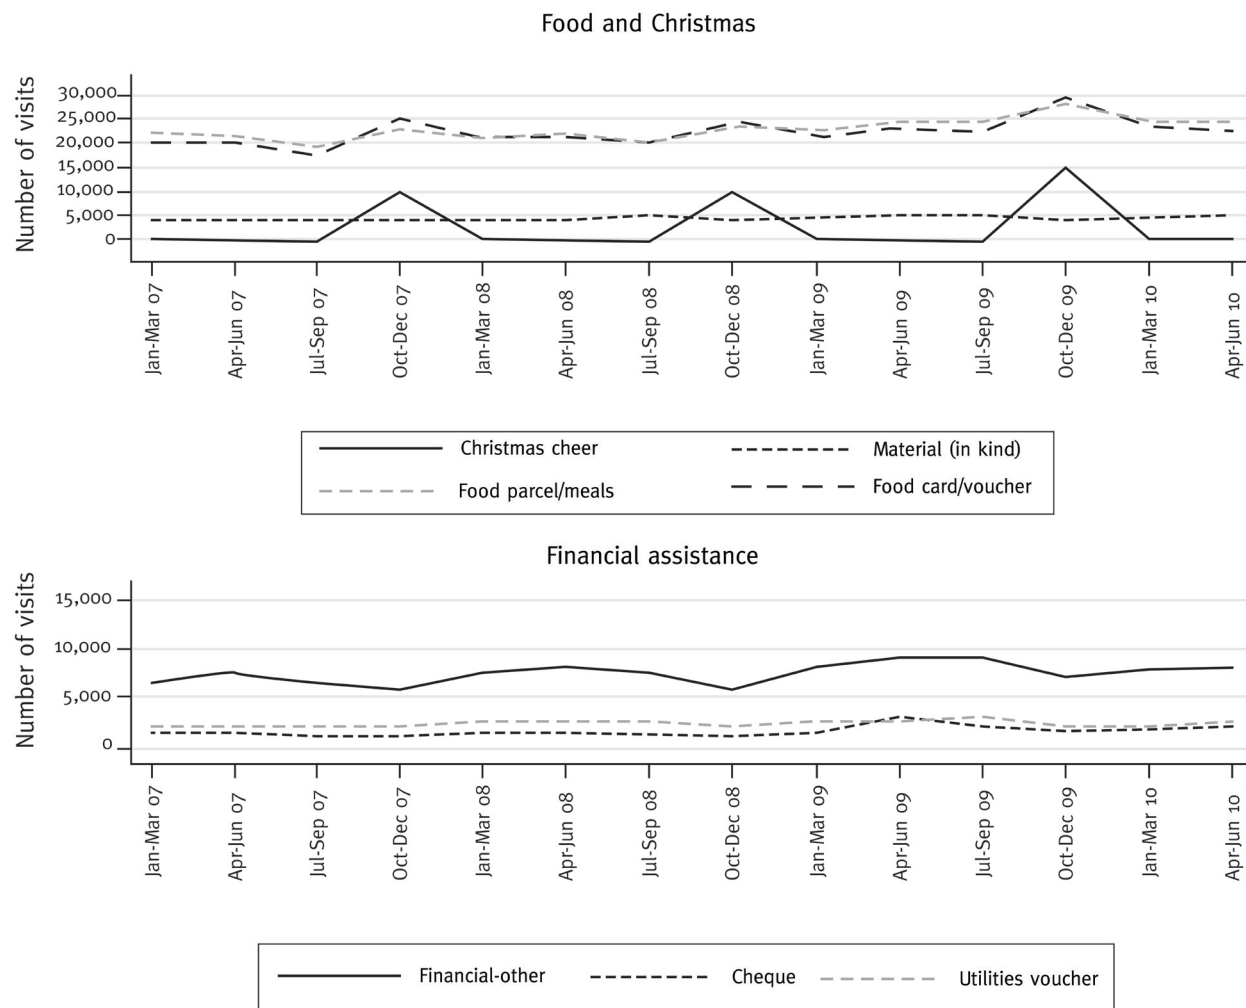 Food and Christmas
Number of visits
30,000
25,000
20,000
15,000
10,000
5,000
0
Jan-Mar 07
Apr-Jun 07
Jul-Sep 07
Oct-Dec 07
Jan-Mar 08
Apr-Jun 08
Jul-Sep 08
Oct-Dec 08
Jan-Mar 09
Apr-Jun 09
Jul-Sep 09
Oct-Dec 09
Jan-Mar 10
Apr-Jun 10
Christmas cheer
Material (in kind)
Food parcel/meals
Food card/voucher
Financial assistance
Number of visits
15,000
10,000
5,000
0
Jan-Mar 07
Apr-Jun 07
Jul-Sep 07
Oct-Dec 07
Jan-Mar 08
Apr-Jun 08
Jul-Sep 08
Oct-Dec 08
Jan-Mar 09
Apr-Jun 09
Jul-Sep 09
Oct-Dec 09
Jan-Mar 10
Apr-Jun 10
Financial-other
Cheque
Utilities voucher